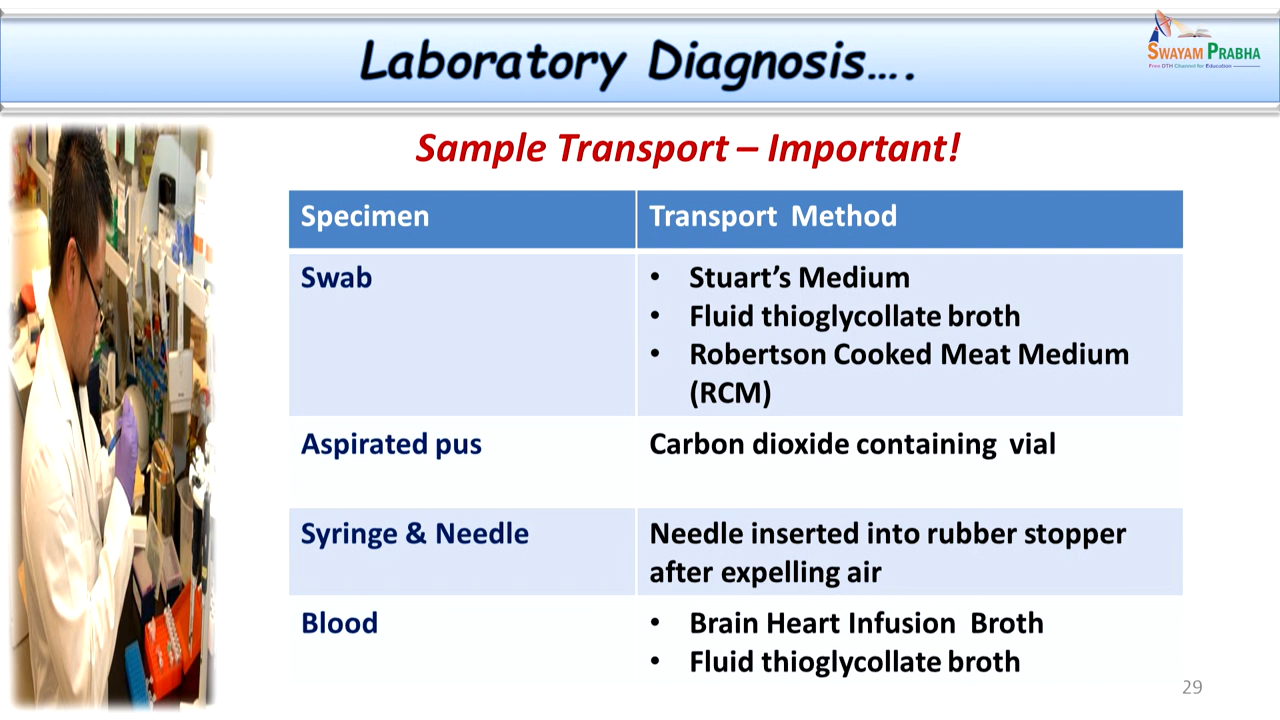 Laboratory Diagnosis….
SWAYAM PRABHA
Free DTH Channel for Education
Sample Transport – Important!
Specimen
Transport Method
Swab
• Stuart’s Medium
• Fluid thioglycollate broth
• Robertson Cooked Meat Medium
(RCM)
Aspirated pus
Carbon dioxide containing vial
Syringe & Needle
Needle inserted into rubber stopper
after expelling air
Blood
• Brain Heart Infusion Broth
• Fluid thioglycollate broth
29